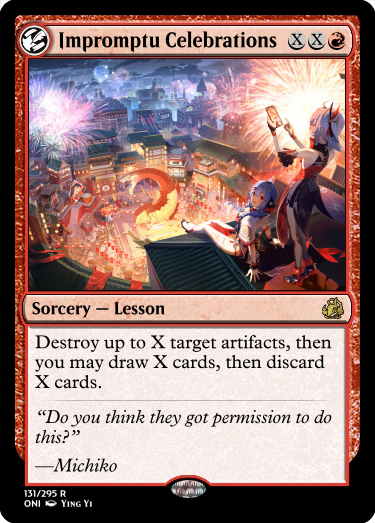 Impromptu Celebrations XXR
Sorcery — Lesson
Destroy up to X target artifacts, then
you may draw X cards, then discard
X cards.
“Do you think they got permission to do
this?”
—Michiko
131/295 R
ONI Ying Yi